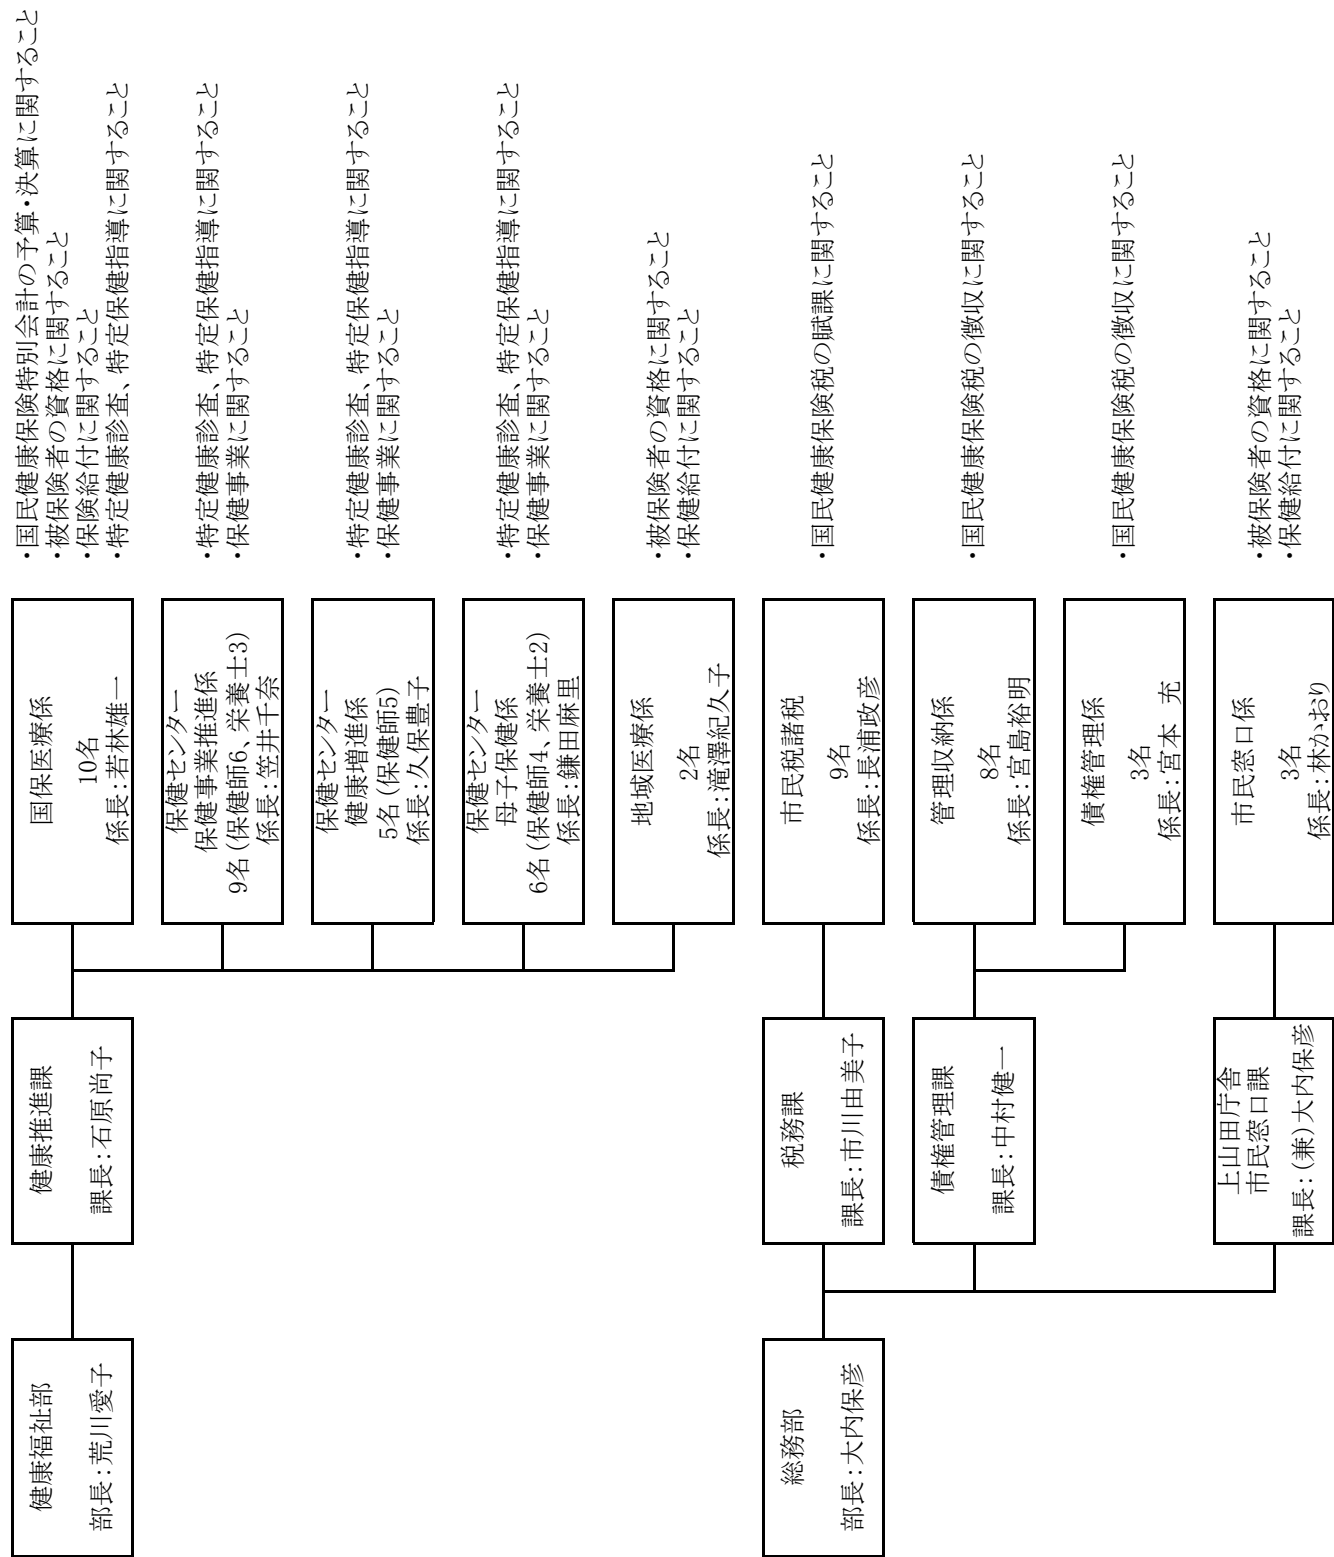 健康福祉部
部長：荒川愛子
健康推進課
課長：石原尚子
国保医療係
10名
係長：若林雄一
・国民健康保険特別会計の予算・決算に関すること
・被保険者の資格に関すること
・保険給付に関すること
・特定健康診査、特定保健指導に関すること
保健センター
保健事業推進係
9名（保健師6、栄養士3）
係長：笠井千奈
・特定健康診査、特定保健指導に関すること
・保健事業に関すること
保健センター
健康増進係
5名（保健師5）
係長：久保豊子
・特定健康診査、特定保健指導に関すること
・保健事業に関すること
保健センター
母子保健係
6名（保健師4、栄養士2）
係長：鎌田麻里
・特定健康診査、特定保健指導に関すること
・保健事業に関すること
地域医療係
2名
係長：滝澤紀久子
・被保険者の資格に関すること
・保健給付に関すること
総務部
部長：大内保彦
税務課
課長：市川由美子
市民税諸税
9名
係長：長浦政彦
・国民健康保険税の賦課に関すること
債権管理課
課長：中村健一
管理収納係
8名
係長：宮島裕明
・国民健康保険税の徴収に関すること
債権管理係
3名
係長：宮本　充
・国民健康保険税の徴収に関すること
上山田庁舎
市民窓口課
課長：（兼）大内保彦
市民窓口係
3名
係長：林かおり
・被保険者の資格に関すること
・保健給付に関すること